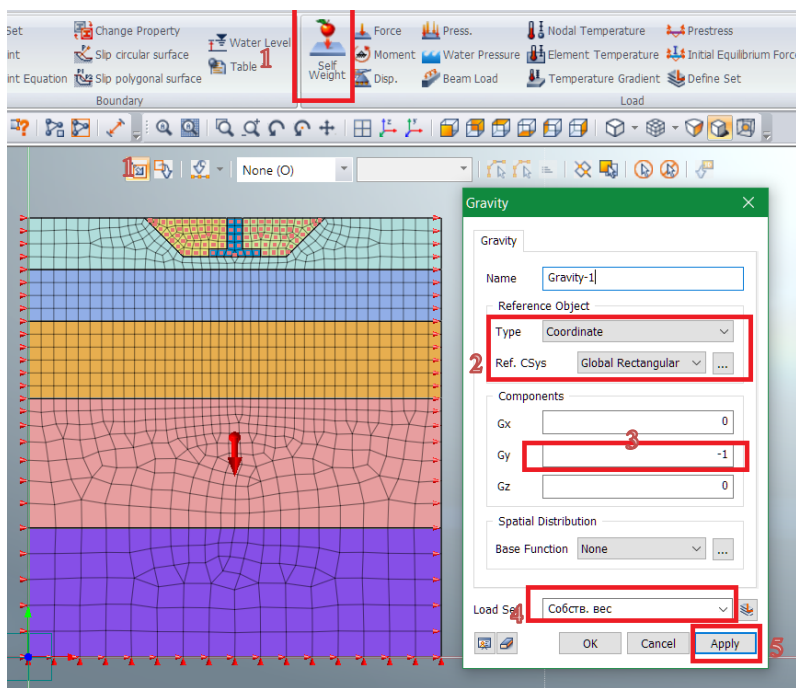 Set
Change Property
Water Level
Force
Press.
Nodal Temperature
Prestress
1
int
Slip circular surface
Table
Self
Weight
Moment
Water Pressure
Element Temperature
Initial Equilibrium Force
int Equation
Slip polygonal surface
Disp.
Beam Load
Temperature Gradient
Define Set
Boundary
Load
1
None (O)
Gravity
Gravity
Name
Gravity-1
Reference Object
Type
Coordinate
2
Ref. CSys
Global Rectangular
...
Components
Gx
0
3
Gy
-1
Gz
0
Spatial Distribution
Base Function
None
...
Load Se
4
Собств. вес
OK
Cancel
Apply
5